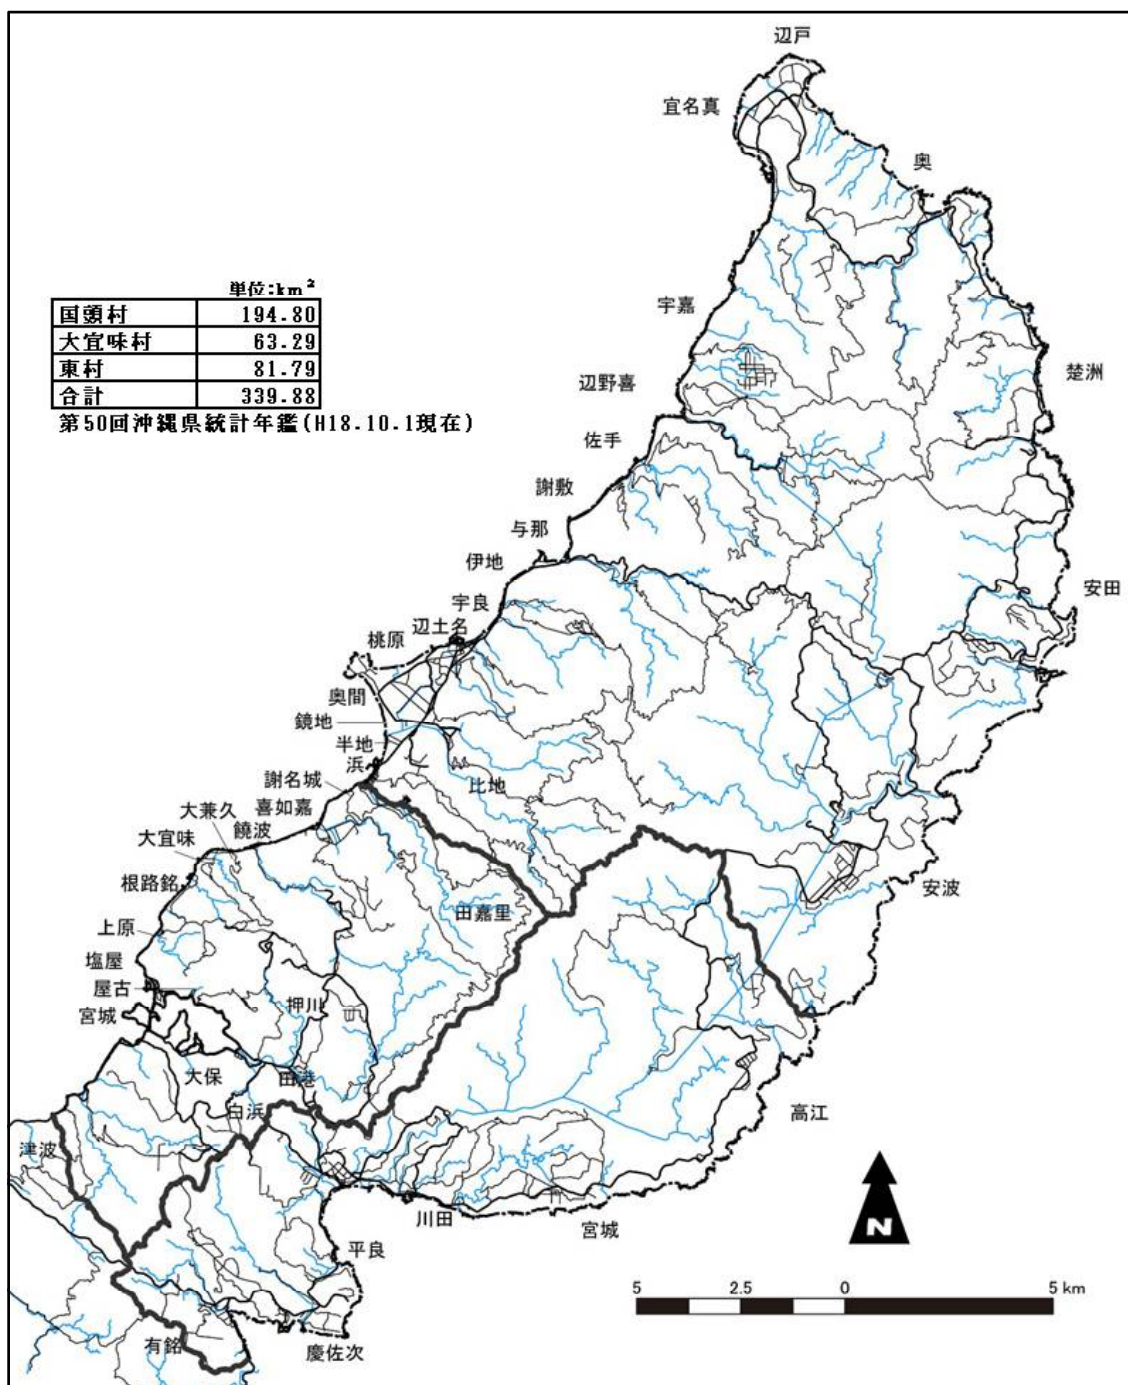 辺戸
宜名真
奥
単位:km²
国頭村 194.80
大宜味村 63.29
東村 81.79
合計 339.88
第50回沖縄県統計年鑑(H18.10.1現在)
宇嘉
辺野喜
楚洲
佐手
謝敷
与那
伊地
安田
宇良
辺土名
桃原
奥間
鏡地
半地
浜
謝名城
比地
喜如嘉
大兼久
饒波
大宜味
根路銘
安波
田嘉里
上原
塩屋
屋古
宮城
押川
大保
田港
白浜
高江
津波
川田
宮城
平良
N
5 2.5 0 5 km
有銘
慶佐次